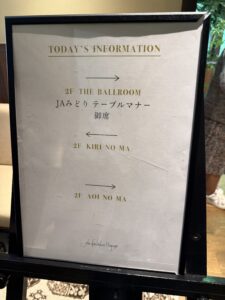 TODAY'S INFORMATION
2F THE BALLROOM
JAみどり テーブルマナー
御席
2F KIRI NO MA
2F AOI NO MA